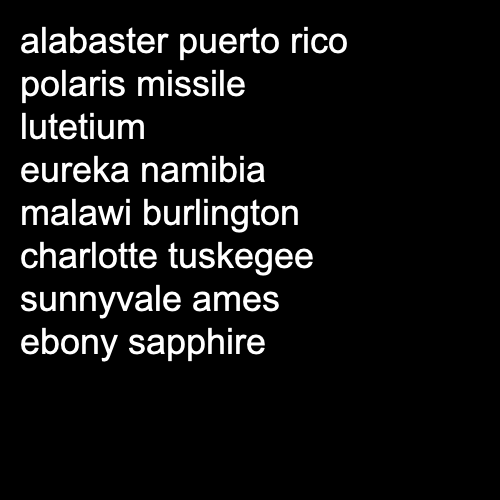 alabaster puerto rico
polaris missile
lutetium
eureka namibia
malawi burlington
charlotte tuskegee
sunnyvale ames
ebony sapphire